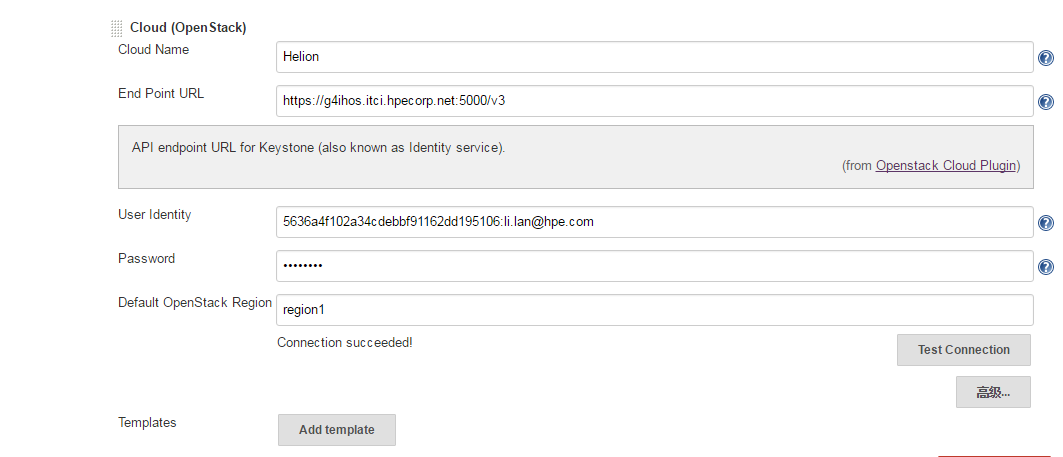 Cloud (OpenStack)
Cloud Name
Helion
End Point URL
https://g4ihos.itci.hpecorp.net:5000/v3
API endpoint URL for Keystone (also known as Identity service).
(from Openstack Cloud Plugin)
User Identity
5636a4f102a34cdebbf91162dd195106:li.lan@hpe.com
Password
••••••••
Default OpenStack Region
region1
Connection succeeded!
Test Connection
高级...
Templates
Add template